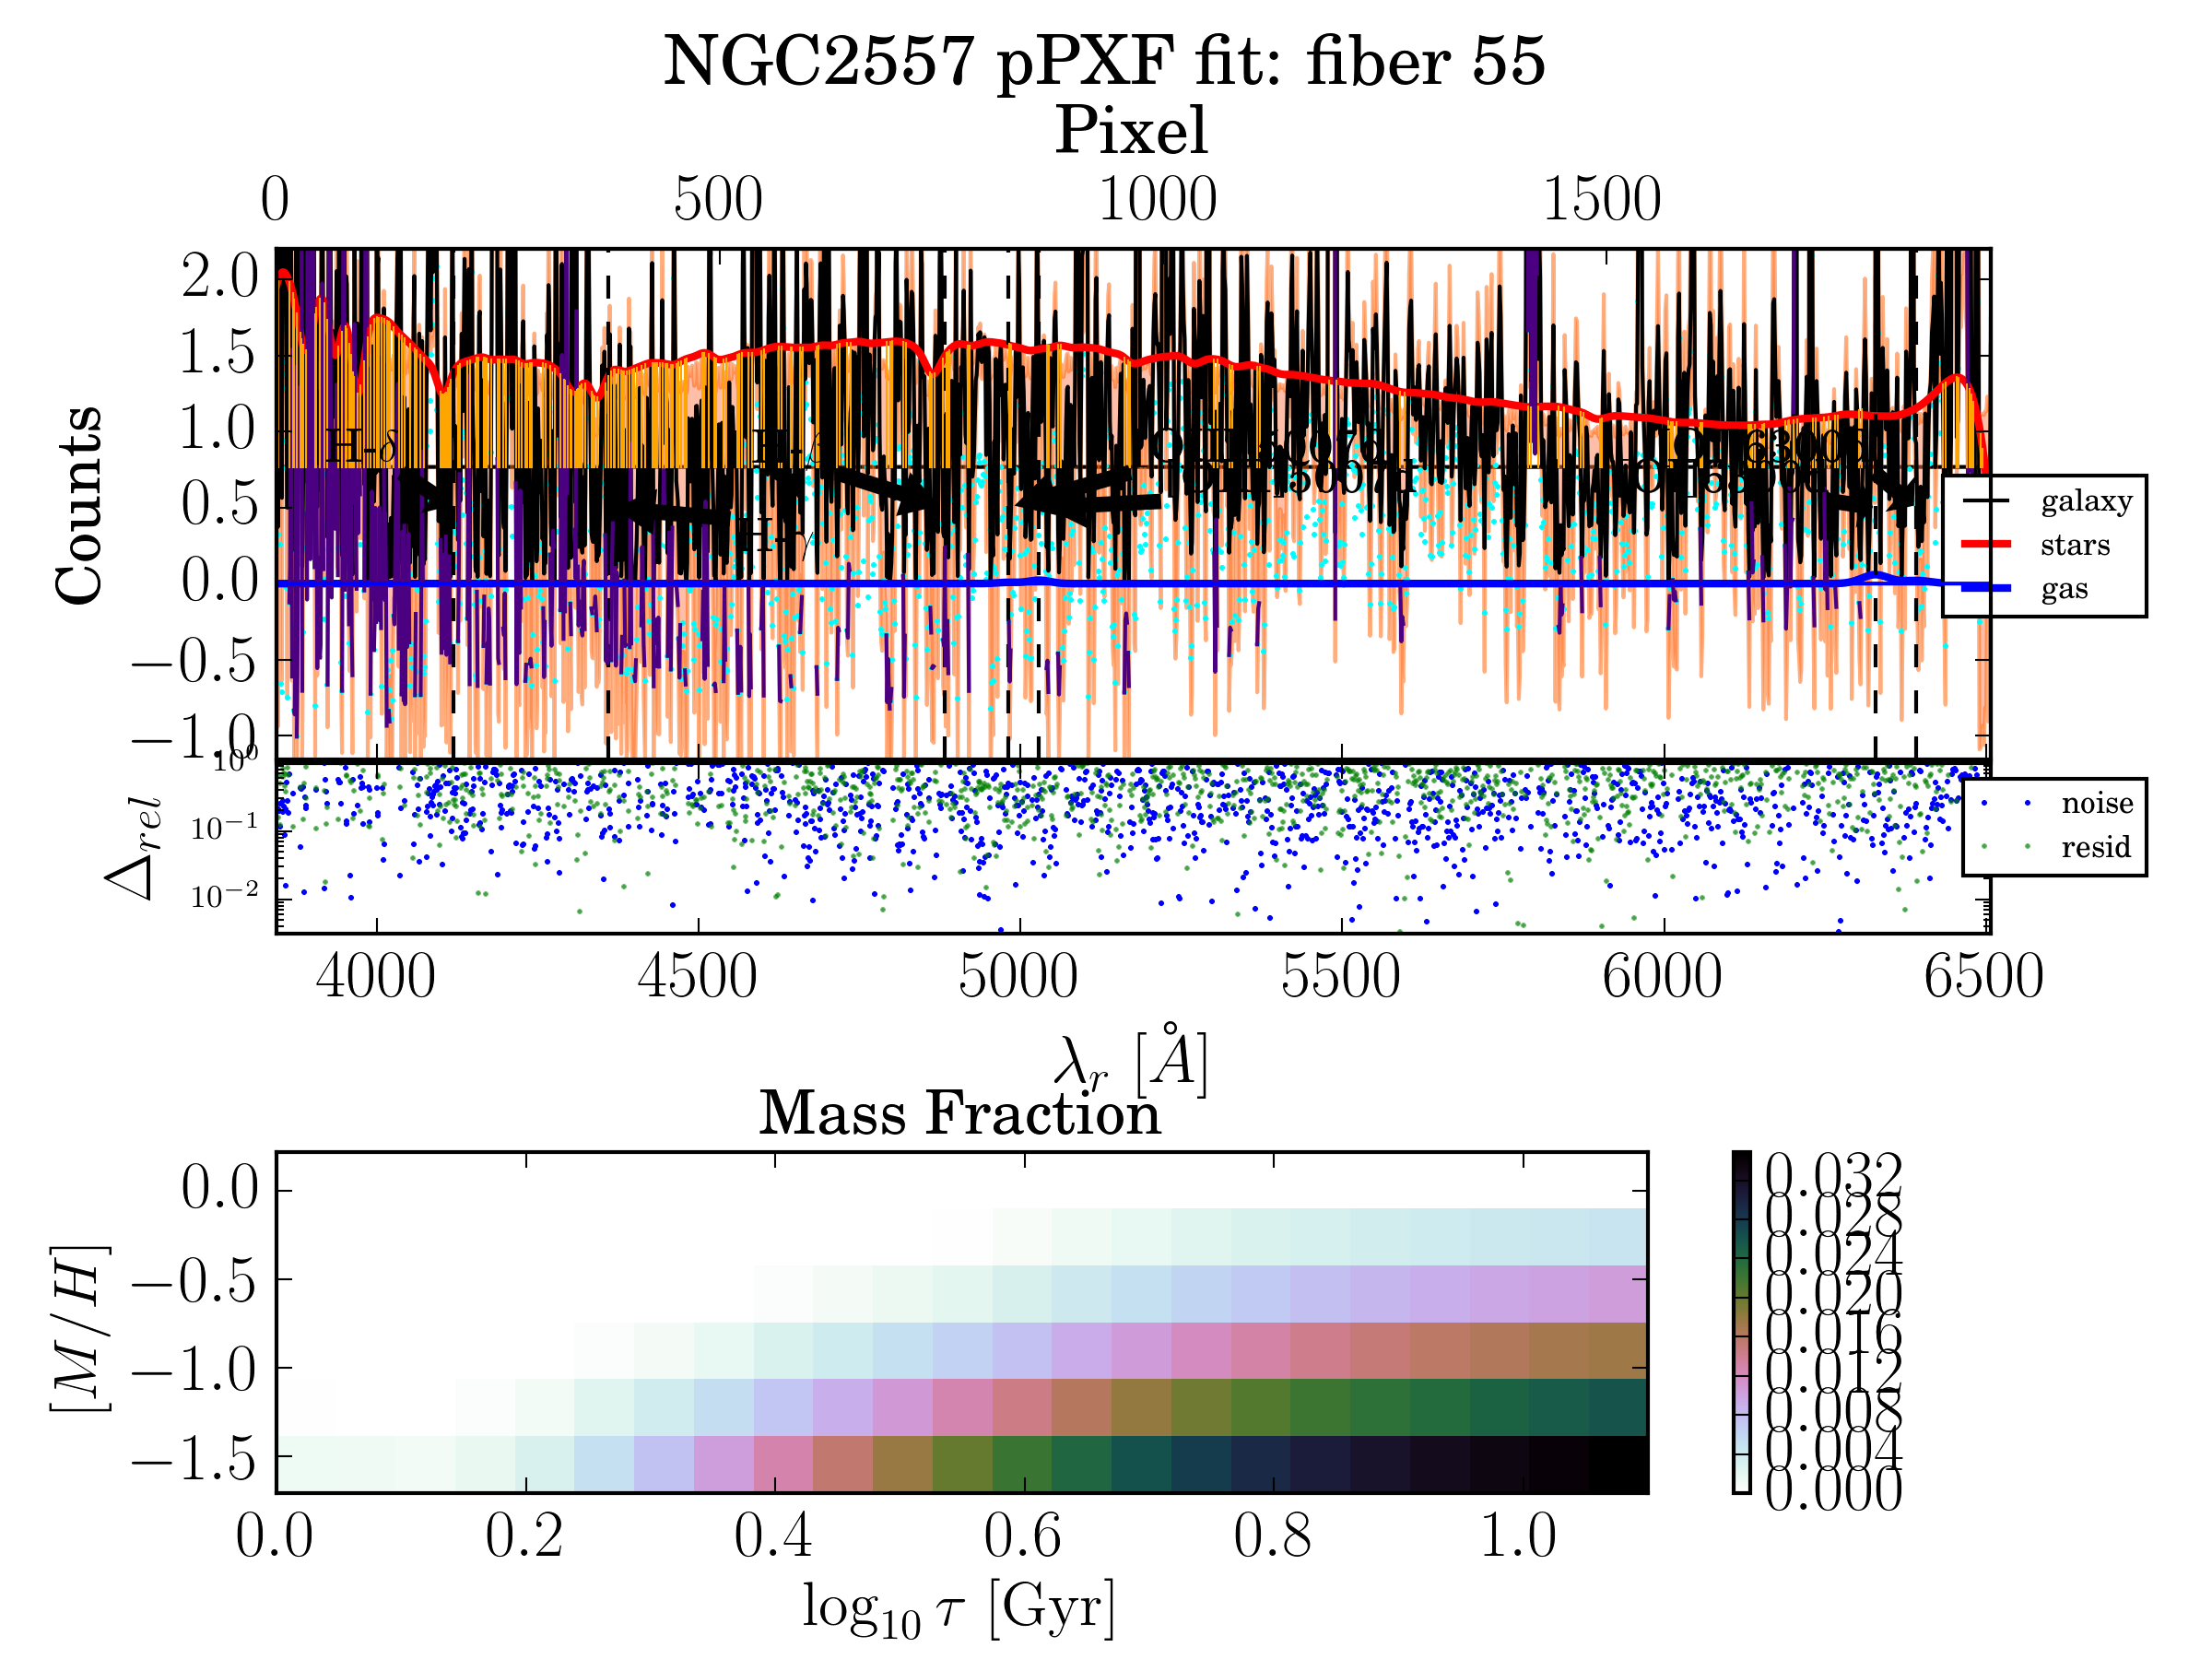 NGC2557 pPXF fit: fiber 55
Pixel
0 500 1000 1500
Counts
2.0
1.5
1.0
0.5
0.0
−0.5
−1.0
H-δ
H-β
H-γ
galaxy
stars
gas
Δrel
10⁰
10⁻¹
10⁻²
noise
resid
4000 4500 5000 5500 6000 6500
λr [Å]
Mass Fraction
[M/H]
0.0
−0.5
−1.0
−1.5
0.032
0.028
0.024
0.020
0.016
0.012
0.008
0.004
0.000
0.0 0.2 0.4 0.6 0.8 1.0
log10 τ [Gyr]